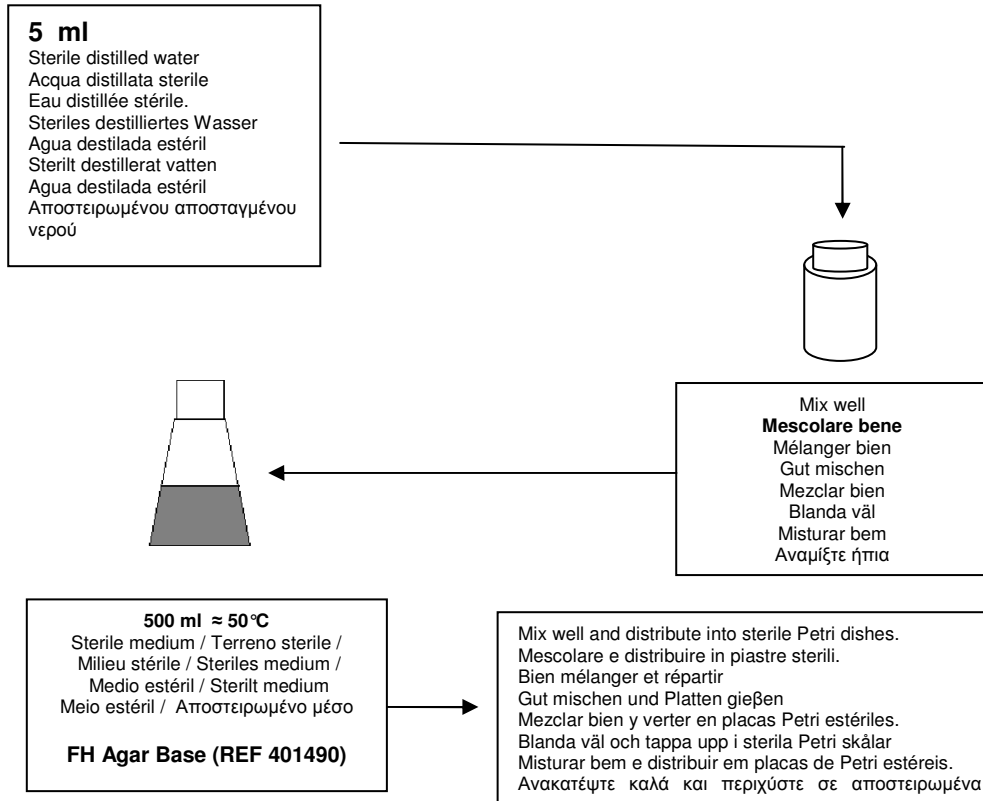 5 ml
Sterile distilled water
Acqua distillata sterile
Eau distillée stérile.
Steriles destilliertes Wasser
Agua destilada estéril
Sterilt destillerat vatten
Agua destilada estéril
Αποστειρωμένου αποσταγμένου
νερού
Mix well
Mescolare bene
Mélanger bien
Gut mischen
Mezclar bien
Blanda väl
Misturar bem
Αναμίξτε ήπια
500 ml ≈ 50°C
Sterile medium / Terreno sterile /
Milieu stérile / Steriles medium /
Medio estéril / Sterilt medium
Meio estéril / Αποστειρωμένο μέσο
FH Agar Base (REF 401490)
Mix well and distribute into sterile Petri dishes.
Mescolare e distribuire in piastre sterili.
Bien mélanger et répartir
Gut mischen und Platten gieβen
Mezclar bien y verter en placas Petri estériles.
Blanda väl och tappa upp i sterila Petri skålar
Misturar bem e distribuir em placas de Petri estéreis.
Ανακατέψτε καλά και περιχύστε σε αποστειρωμένα